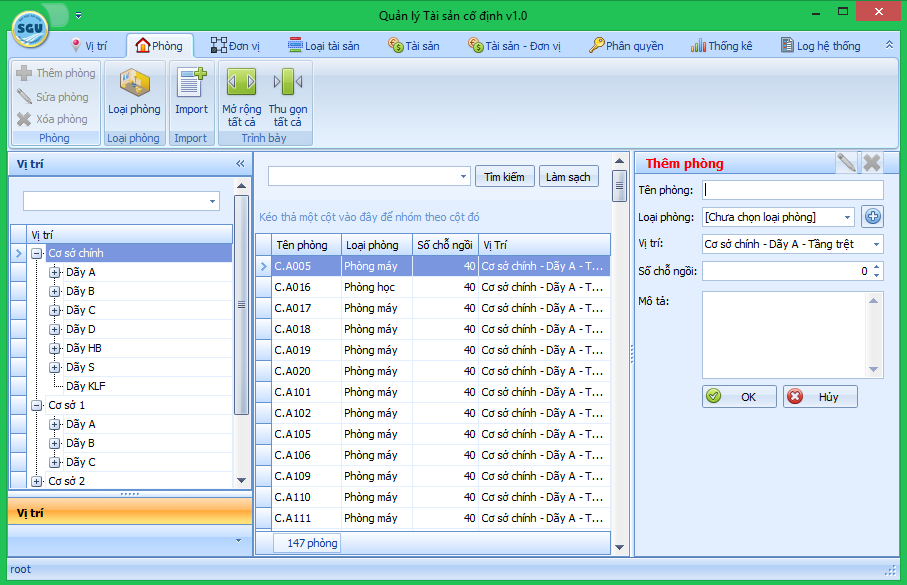 Quản lý Tài sản cố định v1.0
SGU
Vị trí
Phòng
Đơn vị
Loại tài sản
Tài sản
Tài sản - Đơn vị
Phân quyền
Thống kê
Log hệ thống
Thêm phòng
Sửa phòng
Xóa phòng
Phòng
Loại phòng
Loại phòng
Import
Import
Mở rộng tất cả
Thu gọn tất cả
Trình bày
Vị trí
Vị trí
Cơ sở chính
Dãy A
Dãy B
Dãy C
Dãy D
Dãy HB
Dãy S
Dãy KLF
Cơ sở 1
Dãy A
Dãy B
Dãy C
Cơ sở 2
Vị trí
root
Tìm kiếm
Làm sạch
Kéo thả một cột vào đây để nhóm theo cột đó
Tên phòng Loại phòng Số chỗ ngồi Vị Trí
C.A005 Phòng máy 40 Cơ sở chính - Dãy A - T...
C.A016 Phòng học 40 Cơ sở chính - Dãy A - T...
C.A017 Phòng máy 40 Cơ sở chính - Dãy A - T...
C.A018 Phòng máy 40 Cơ sở chính - Dãy A - T...
C.A019 Phòng máy 40 Cơ sở chính - Dãy A - T...
C.A020 Phòng máy 40 Cơ sở chính - Dãy A - T...
C.A101 Phòng máy 40 Cơ sở chính - Dãy A - T...
C.A102 Phòng máy 40 Cơ sở chính - Dãy A - T...
C.A105 Phòng máy 40 Cơ sở chính - Dãy A - T...
C.A106 Phòng máy 40 Cơ sở chính - Dãy A - T...
C.A109 Phòng máy 40 Cơ sở chính - Dãy A - T...
C.A110 Phòng máy 40 Cơ sở chính - Dãy A - T...
C.A111 Phòng máy 40 Cơ sở chính - Dãy A - T...
147 phòng
Thêm phòng
Tên phòng:
Loại phòng: [Chưa chọn loại phòng]
Vị trí: Cơ sở chính - Dãy A - Tầng trệt
Số chỗ ngồi: 0
Mô tả:
OK
Hủy